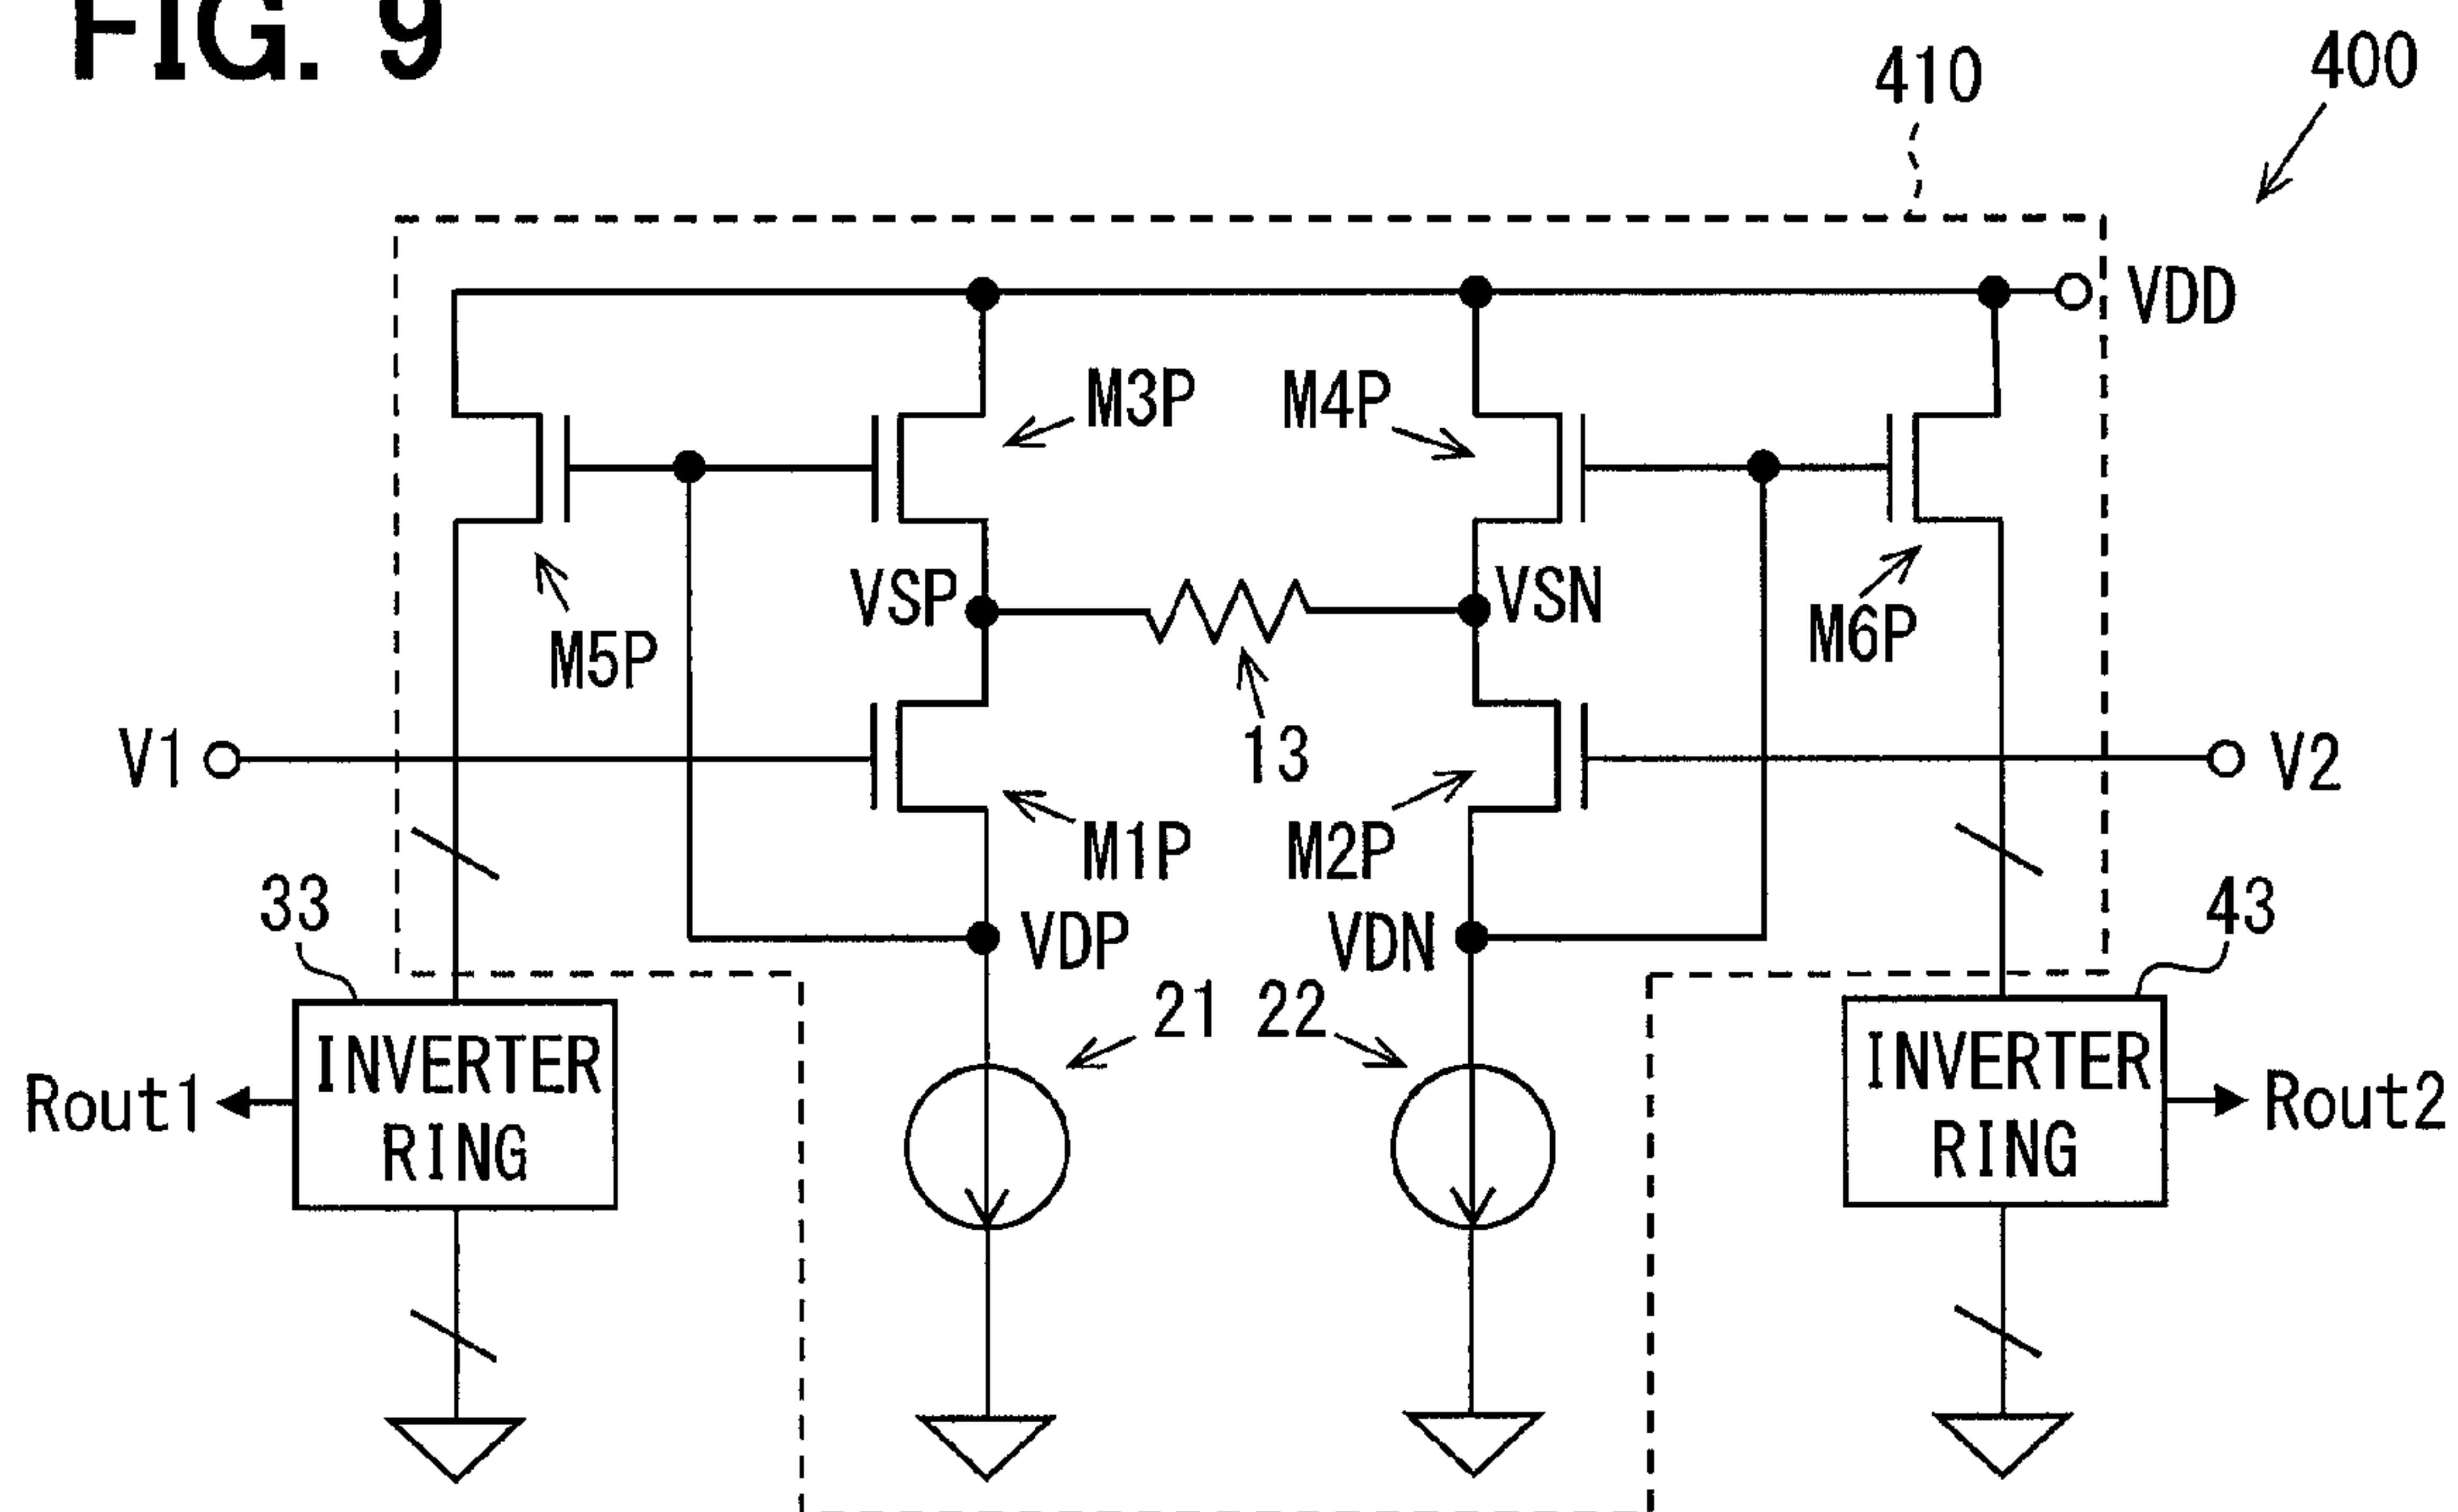 FIG. 9
410
400
VDD
M3P
M4P
VSP
VSN
M5P
M6P
V1
13
V2
M1P
M2P
33
43
VDP
VDN
21
22
INVERTER
RING
INVERTER
RING
Rout1
Rout2